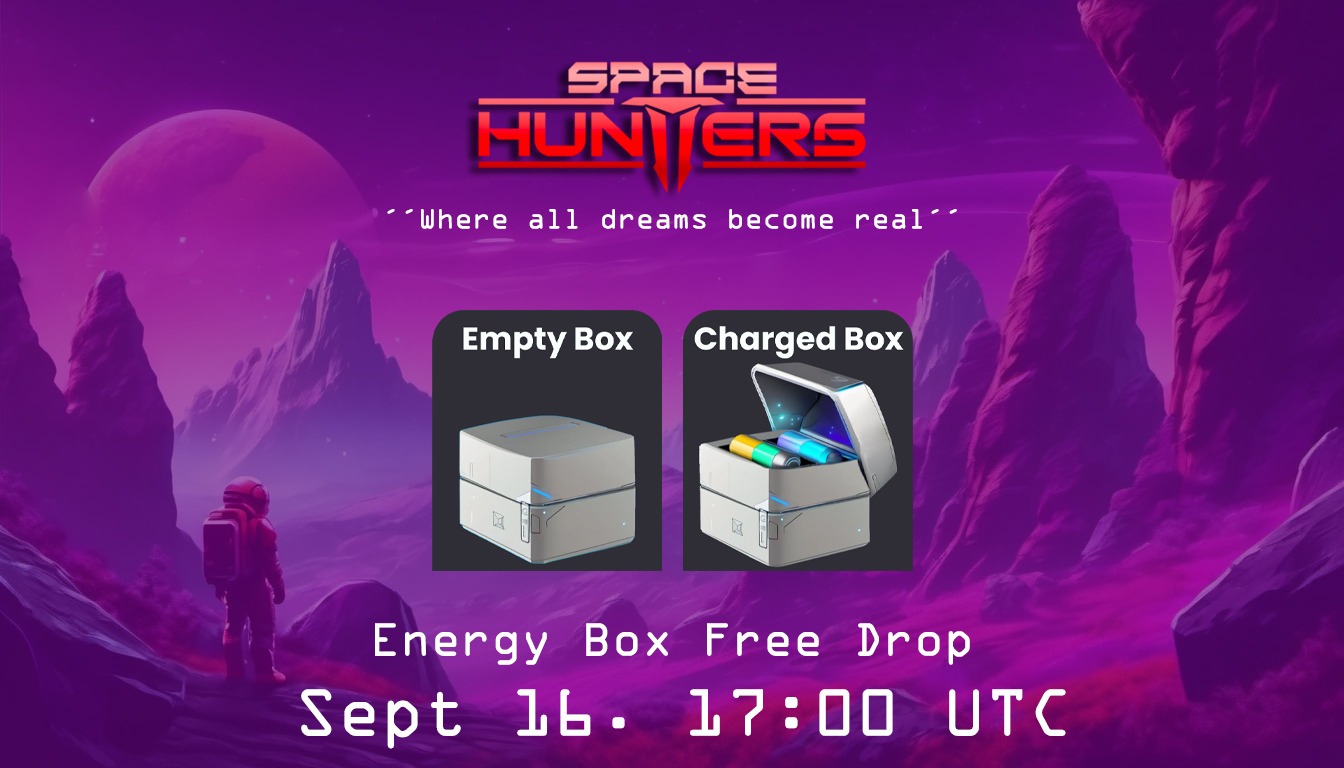 SPACE
HUNTERS
´´Where all dreams become real´´
Empty Box
Charged Box
Energy Box Free Drop
Sept 16. 17:00 UTC